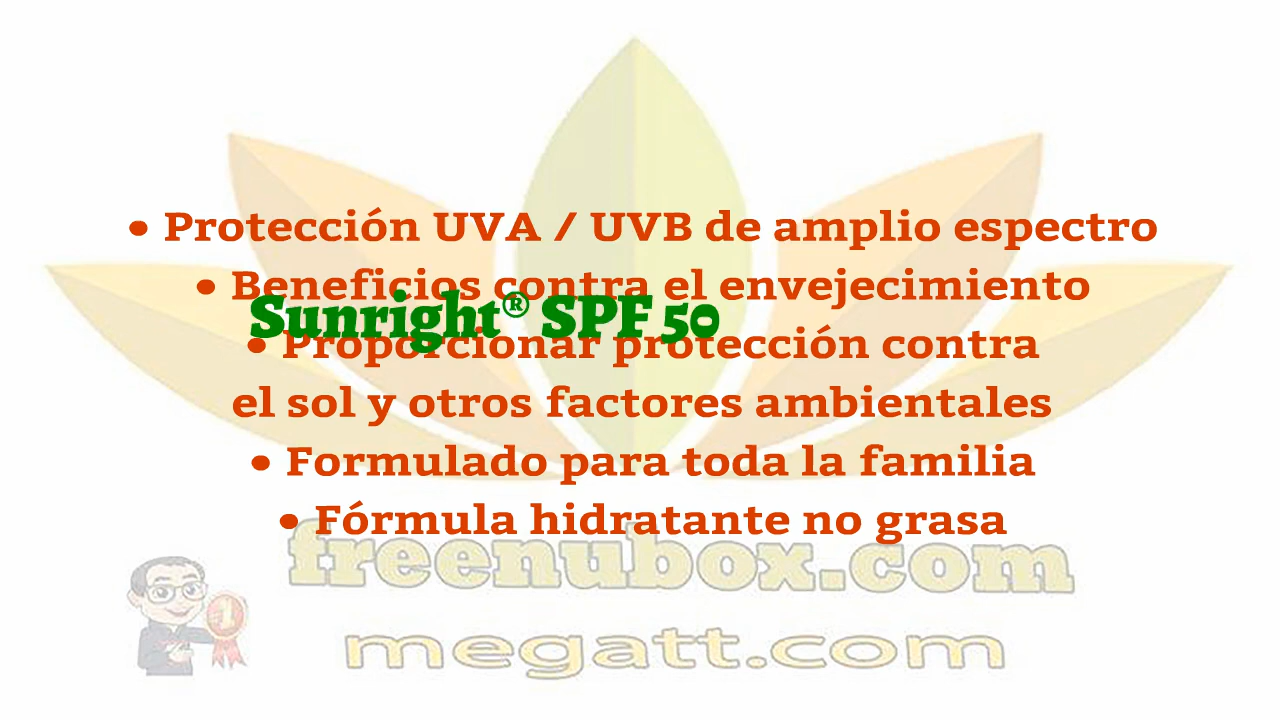 • Protección UVA / UVB de amplio espectro
• Beneficios contra el envejecimiento
Sunright® SPF 50
• Proporcionar protección contra
el sol y otros factores ambientales
• Formulado para toda la familia
• Fórmula hidratante no grasa
freenubox.com
1
megatt.com